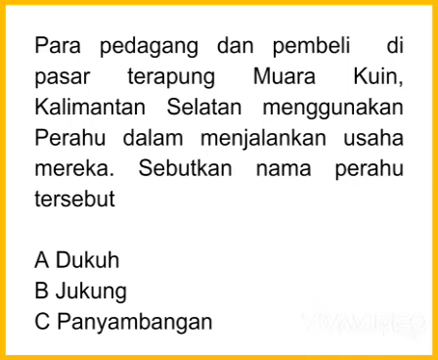 Para pedagang dan pembeli di
pasar terapung Muara Kuin,
Kalimantan Selatan menggunakan
Perahu dalam menjalankan usaha
mereka. Sebutkan nama perahu
tersebut
A Dukuh
B Jukung
C Panyambangan
VIVAVIDEO